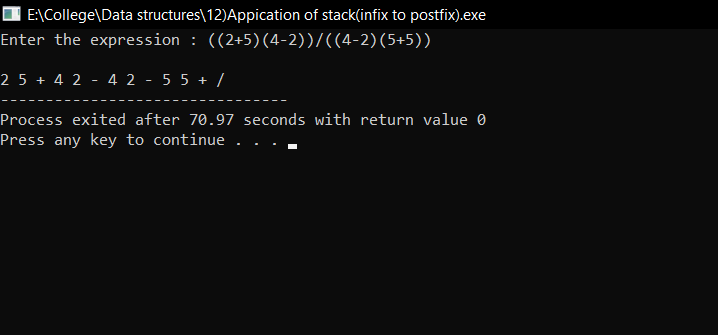 E:\College\Data structures\12)Appication of stack(infix to postfix).exe
Enter the expression : ((2+5)(4-2))/((4-2)(5+5))
2 5 + 4 2 - 4 2 - 5 5 + /
--------------------------------
Process exited after 70.97 seconds with return value 0
Press any key to continue . . .